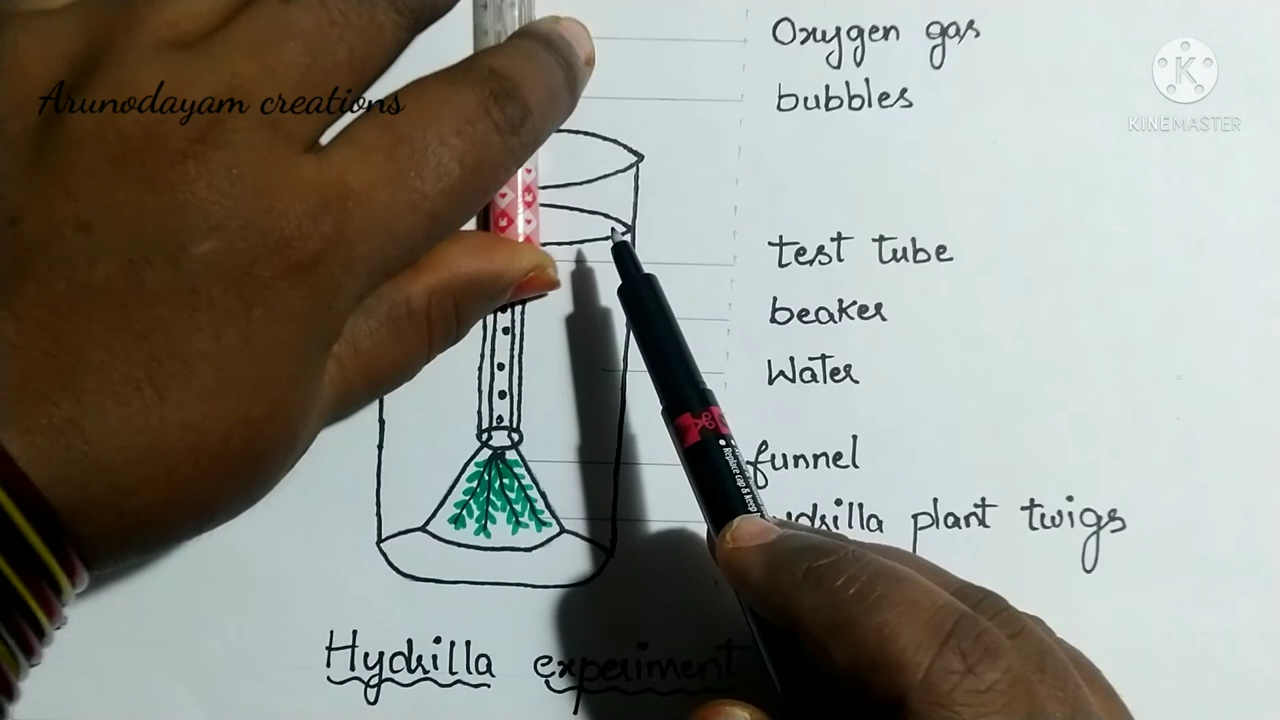 Oxygen gas
Arunodayam creations
K
KINEMASTER
bubbles
test tube
beaker
Water
funnel
plant twigs
Hydrilla experiment